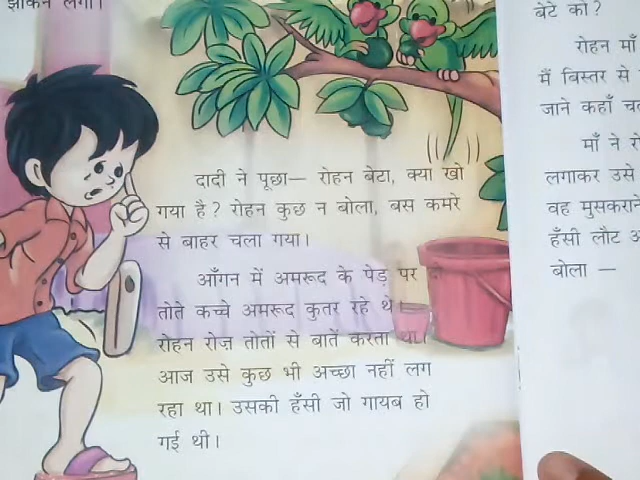 झाँकने लगा।
दादी ने पूछा— रोहन बेटा, क्या खो
गया है? रोहन कुछ न बोला, बस कमरे
से बाहर चला गया।
आँगन में अमरूद के पेड़ पर
तोते कच्चे अमरूद कुतर रहे थे।
रोहन रोज़ तोतों से बातें करता था।
आज उसे कुछ भी अच्छा नहीं लग
रहा था। उसकी हँसी जो गायब हो
गई थी।
बेटे को?
रोहन माँ
मैं बिस्तर से
जाने कहाँ
माँ ने
लगाकर उसे
वह
हँसी लौट
बोला —